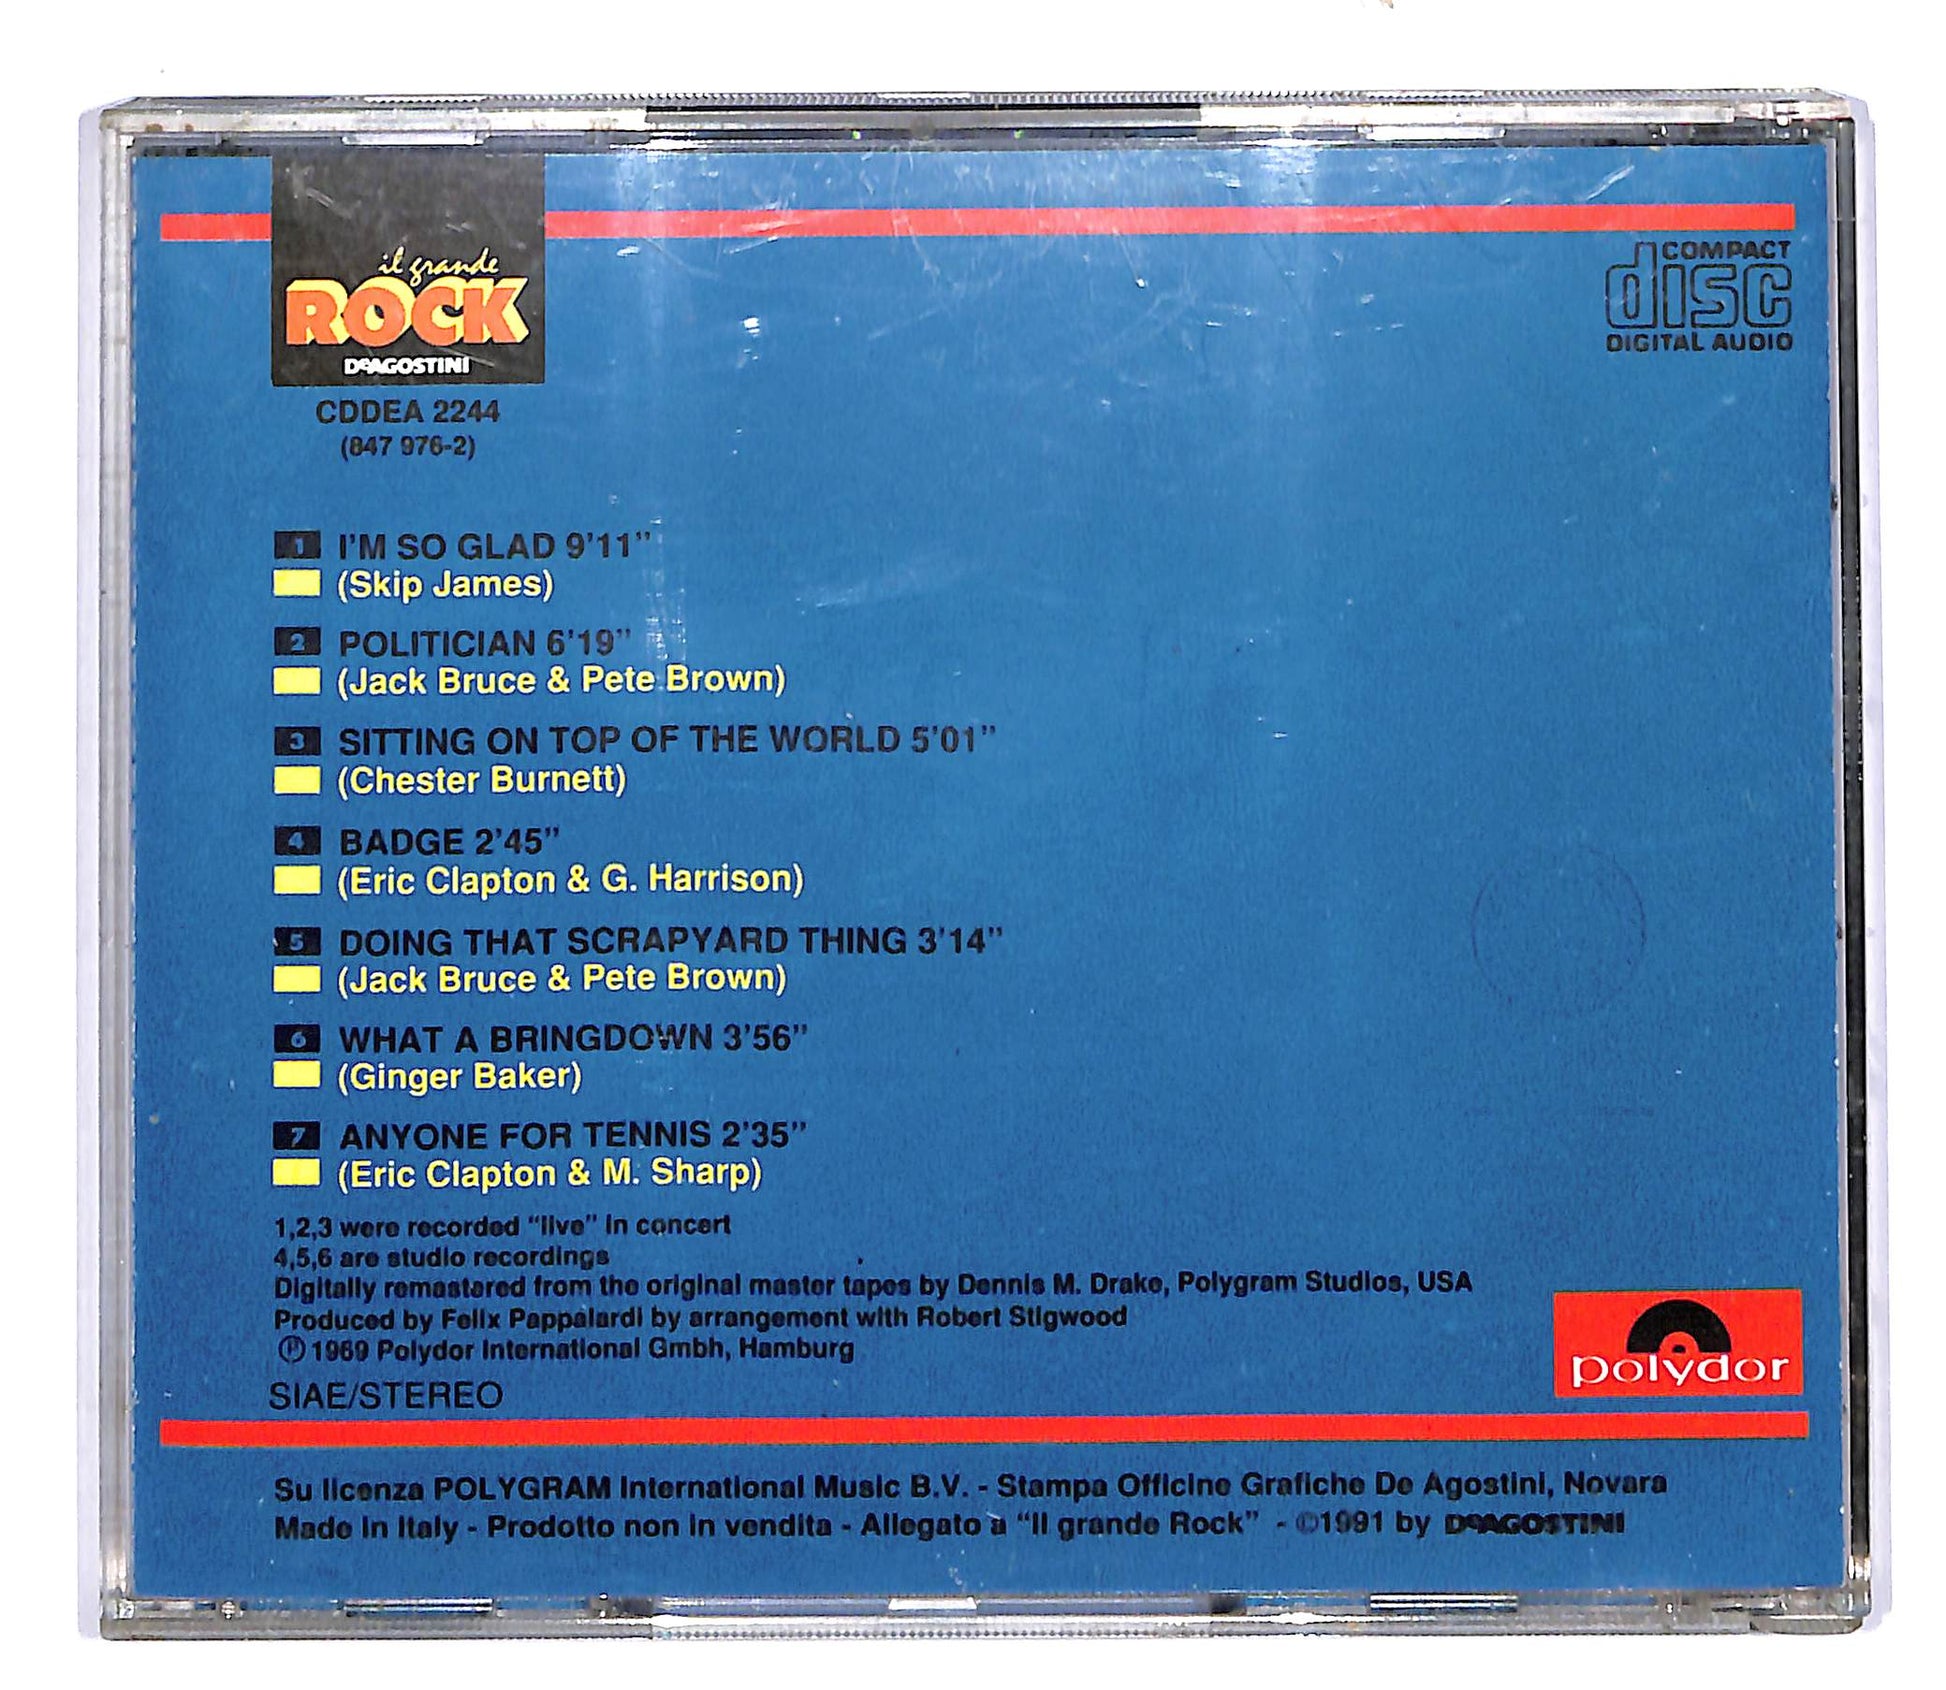 il grande
ROCK
DeAGOSTINI
COMPACT
disc
DIGITAL AUDIO
CDDEA 2244
(847 976-2)
1 I'M SO GLAD 9'11"
(Skip James)
2 POLITICIAN 6'19"
(Jack Bruce & Pete Brown)
3 SITTING ON TOP OF THE WORLD 5'01"
(Chester Burnett)
4 BADGE 2'45"
(Eric Clapton & G. Harrison)
5 DOING THAT SCRAPYARD THING 3'14"
(Jack Bruce & Pete Brown)
6 WHAT A BRINGDOWN 3'56"
(Ginger Baker)
7 ANYONE FOR TENNIS 2'35"
(Eric Clapton & M. Sharp)
1,2,3 were recorded "live" in concert
4,5,6 are studio recordings
Digitally remastered from the original master tapes by Dennis M. Drake, Polygram Studios, USA
Produced by Felix Pappalardi by arrangement with Robert Stigwood
℗ 1969 Polydor International Gmbh, Hamburg
SIAE/STEREO
polydor
Su licenza POLYGRAM International Music B.V. - Stampa Officine Grafiche De Agostini, Novara
Made in Italy - Prodotto non in vendita - Allegato a "Il grande Rock" - ©1991 by DeAGOSTINI